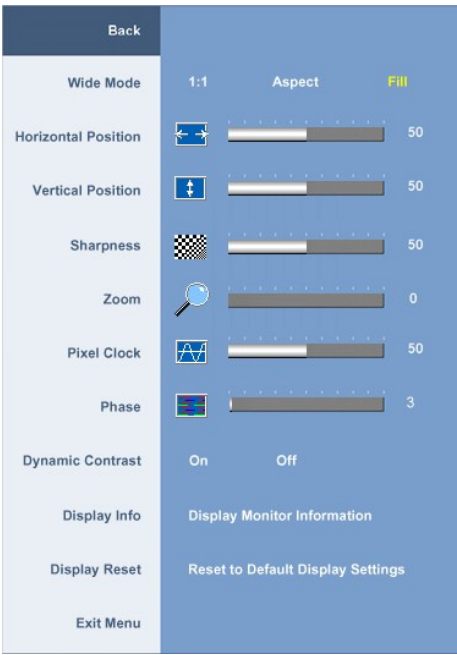 Back
Wide Mode 1:1 Aspect Fill
Horizontal Position 50
Vertical Position 50
Sharpness 50
Zoom 0
Pixel Clock 50
Phase 3
Dynamic Contrast On Off
Display Info Display Monitor Information
Display Reset Reset to Default Display Settings
Exit Menu